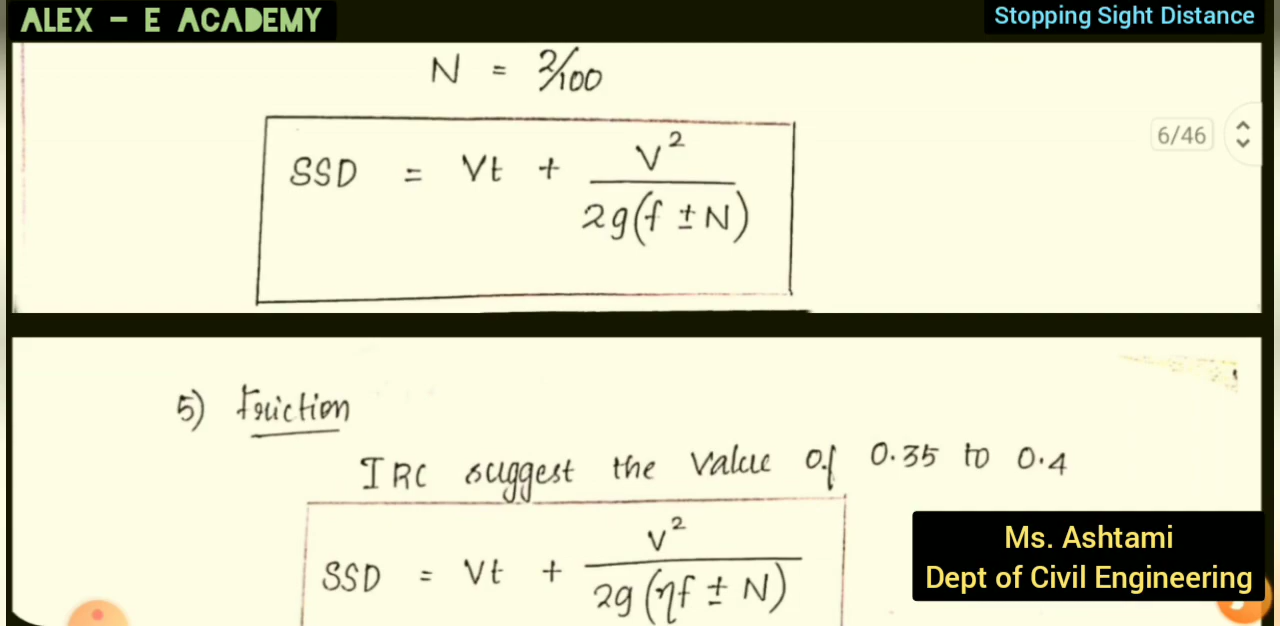 ALEX - E ACADEMY
Stopping Sight Distance
N = 2/100
6/46
SSD = Vt + V² / 2g(f ± N)
5) Friction
IRC suggest the value of 0.35 to 0.4
SSD = Vt + V² / 2g(ηf ± N)
Ms. Ashtami
Dept of Civil Engineering